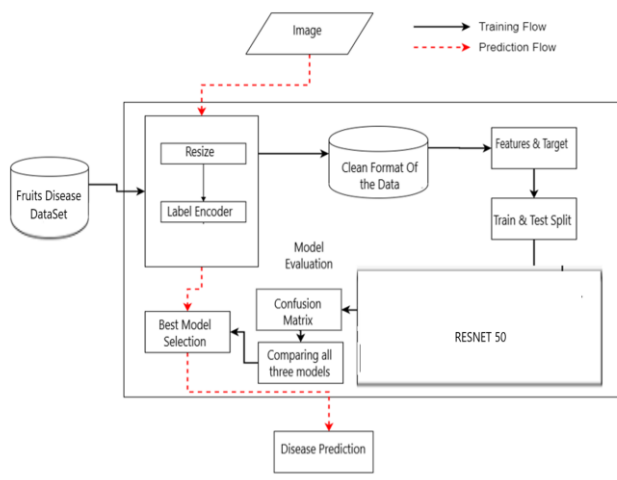 Image
Training Flow
Prediction Flow
Fruits Disease
DataSet
Resize
Label Encoder
Clean Format Of
the Data
Features & Target
Train & Test Split
Model
Evaluation
RESNET 50
Confusion
Matrix
Comparing all
three models
Best Model
Selection
Disease Prediction